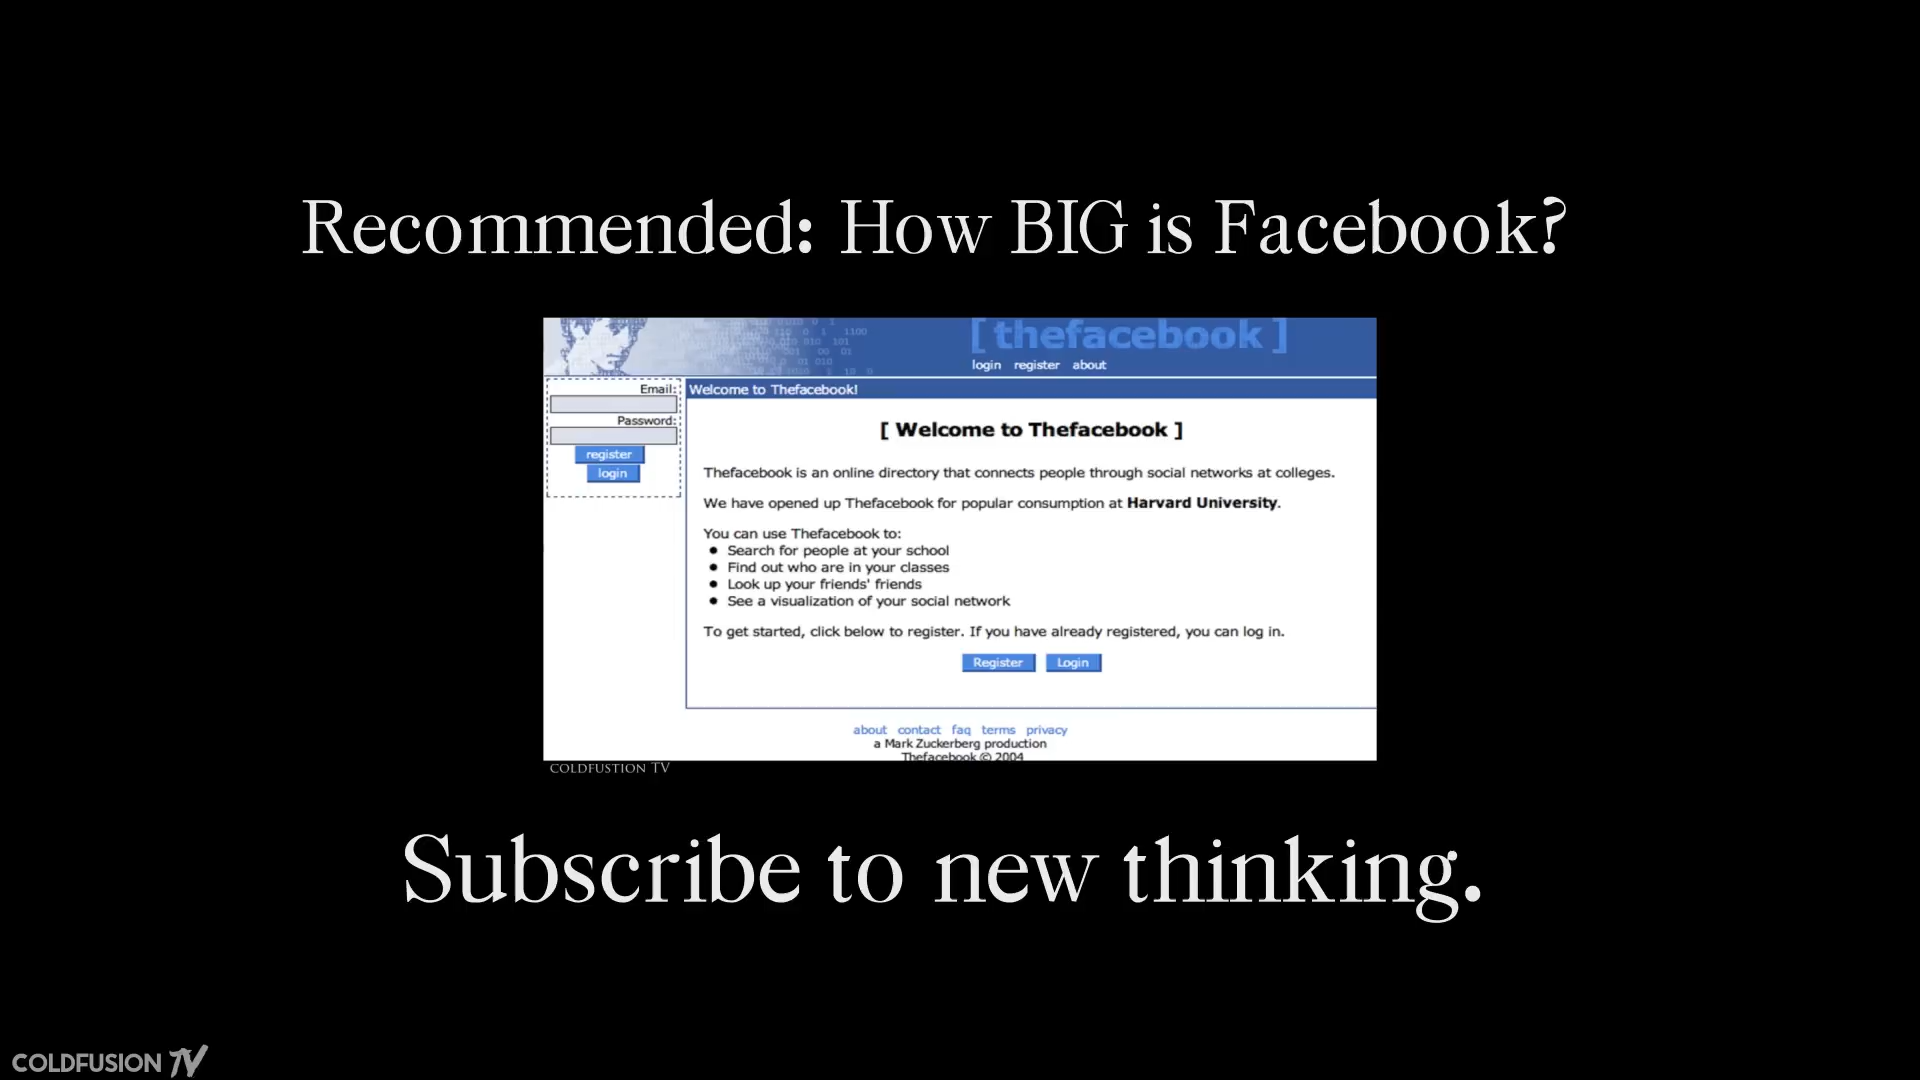 Recommended: How BIG is Facebook?
[ thefacebook ]
login register about
Email:
Password:
register
login
Welcome to Thefacebook!
[ Welcome to Thefacebook ]
Thefacebook is an online directory that connects people through social networks at colleges.
We have opened up Thefacebook for popular consumption at Harvard University.
You can use Thefacebook to:
• Search for people at your school
• Find out who are in your classes
• Look up your friends' friends
• See a visualization of your social network
To get started, click below to register. If you have already registered, you can log in.
Register Login
about contact faq terms privacy
a Mark Zuckerberg production
Thefacebook © 2004
COLDFUSTION TV
Subscribe to new thinking.
COLDFUSION TV